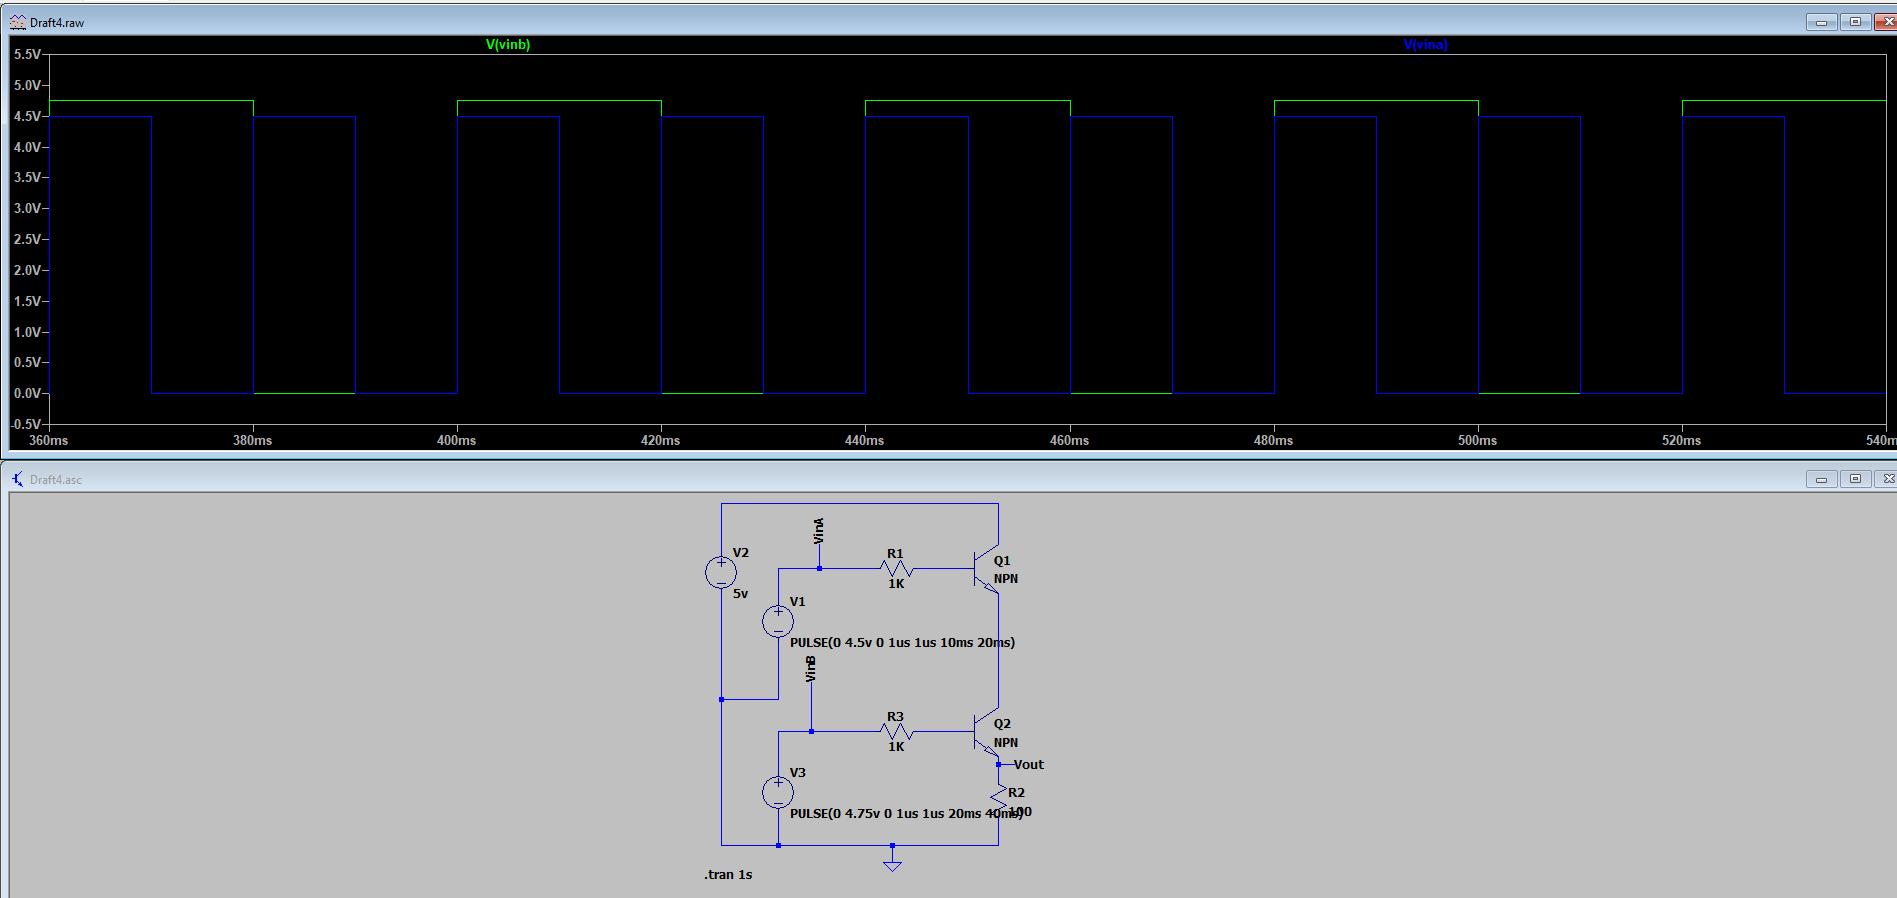 Draft4.raw
V(vinb)
V(vina)
5.5V
5.0V
4.5V
4.0V
3.5V
3.0V
2.5V
2.0V
1.5V
1.0V
0.5V
0.0V
-0.5V
360ms
380ms
400ms
420ms
440ms
460ms
480ms
500ms
520ms
540m
Draft4.asc
VinA
V2
5v
R1
1K
Q1
NPN
V1
PULSE(0 4.5v 0 1us 1us 10ms 20ms)
VinB
R3
1K
Q2
NPN
Vout
V3
R2
100
PULSE(0 4.75v 0 1us 1us 20ms 40ms)
.tran 1s